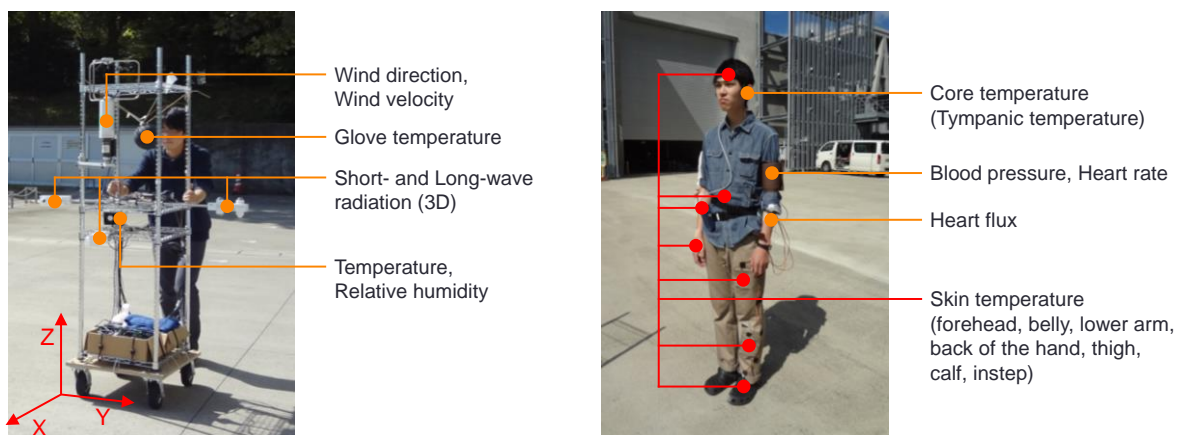 Wind direction,
Wind velocity
Glove temperature
Short- and Long-wave
radiation (3D)
Temperature,
Relative humidity
Z
Y
X
Core temperature
(Tympanic temperature)
Blood pressure, Heart rate
Heart flux
Skin temperature
(forehead, belly, lower arm,
back of the hand, thigh,
calf, instep)